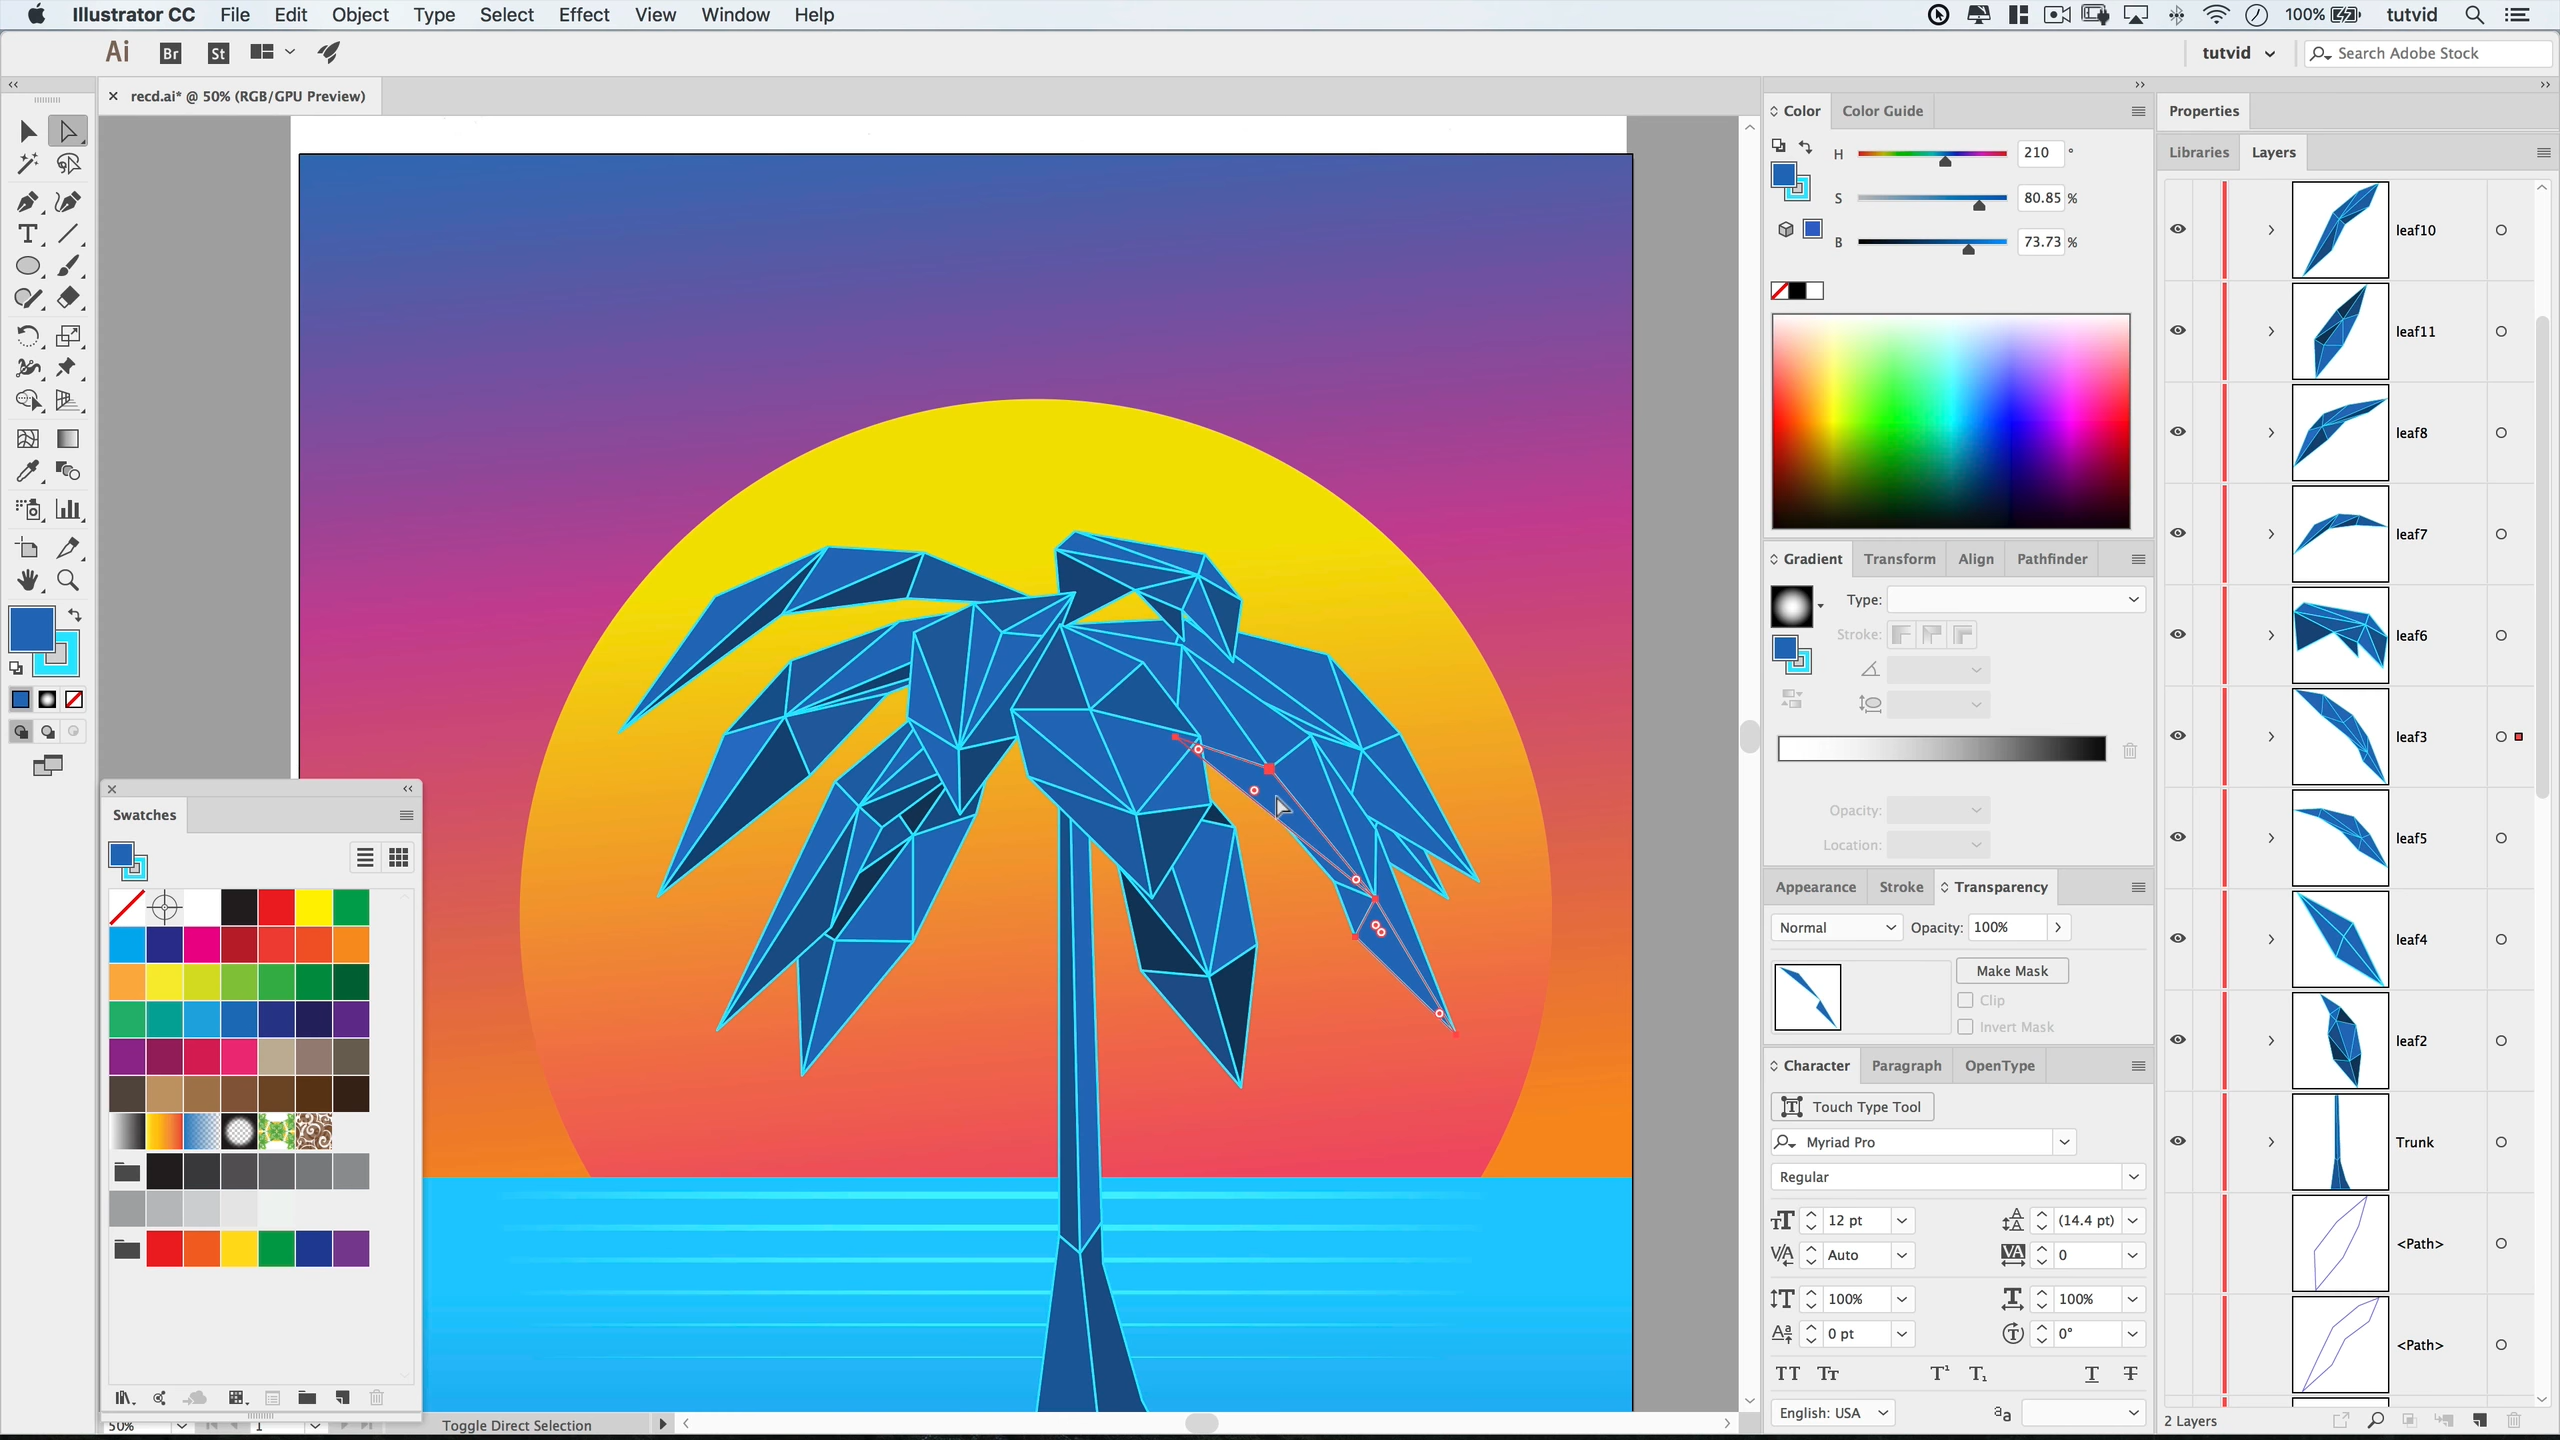 Illustrator CC File Edit Object Type Select Effect View Window Help 100% tutvid
Ai Br St tutvid Search Adobe Stock
recd.ai* @ 50% (RGB/GPU Preview)
Color Color Guide
H 210 °
S 80.85 %
B 73.73 %
Gradient Transform Align Pathfinder
Type:
Stroke:
Opacity:
Location:
Appearance Stroke Transparency
Normal Opacity: 100%
Make Mask
Clip
Invert Mask
Character Paragraph OpenType
Touch Type Tool
Myriad Pro
Regular
12 pt (14.4 pt)
Auto 0
100% 100%
0 pt 0°
English: USA
Properties
Libraries Layers
leaf10
leaf11
leaf8
leaf7
leaf6
leaf3
leaf5
leaf4
leaf2
Trunk
<Path>
<Path>
2 Layers
Swatches
50% 1 Toggle Direct Selection